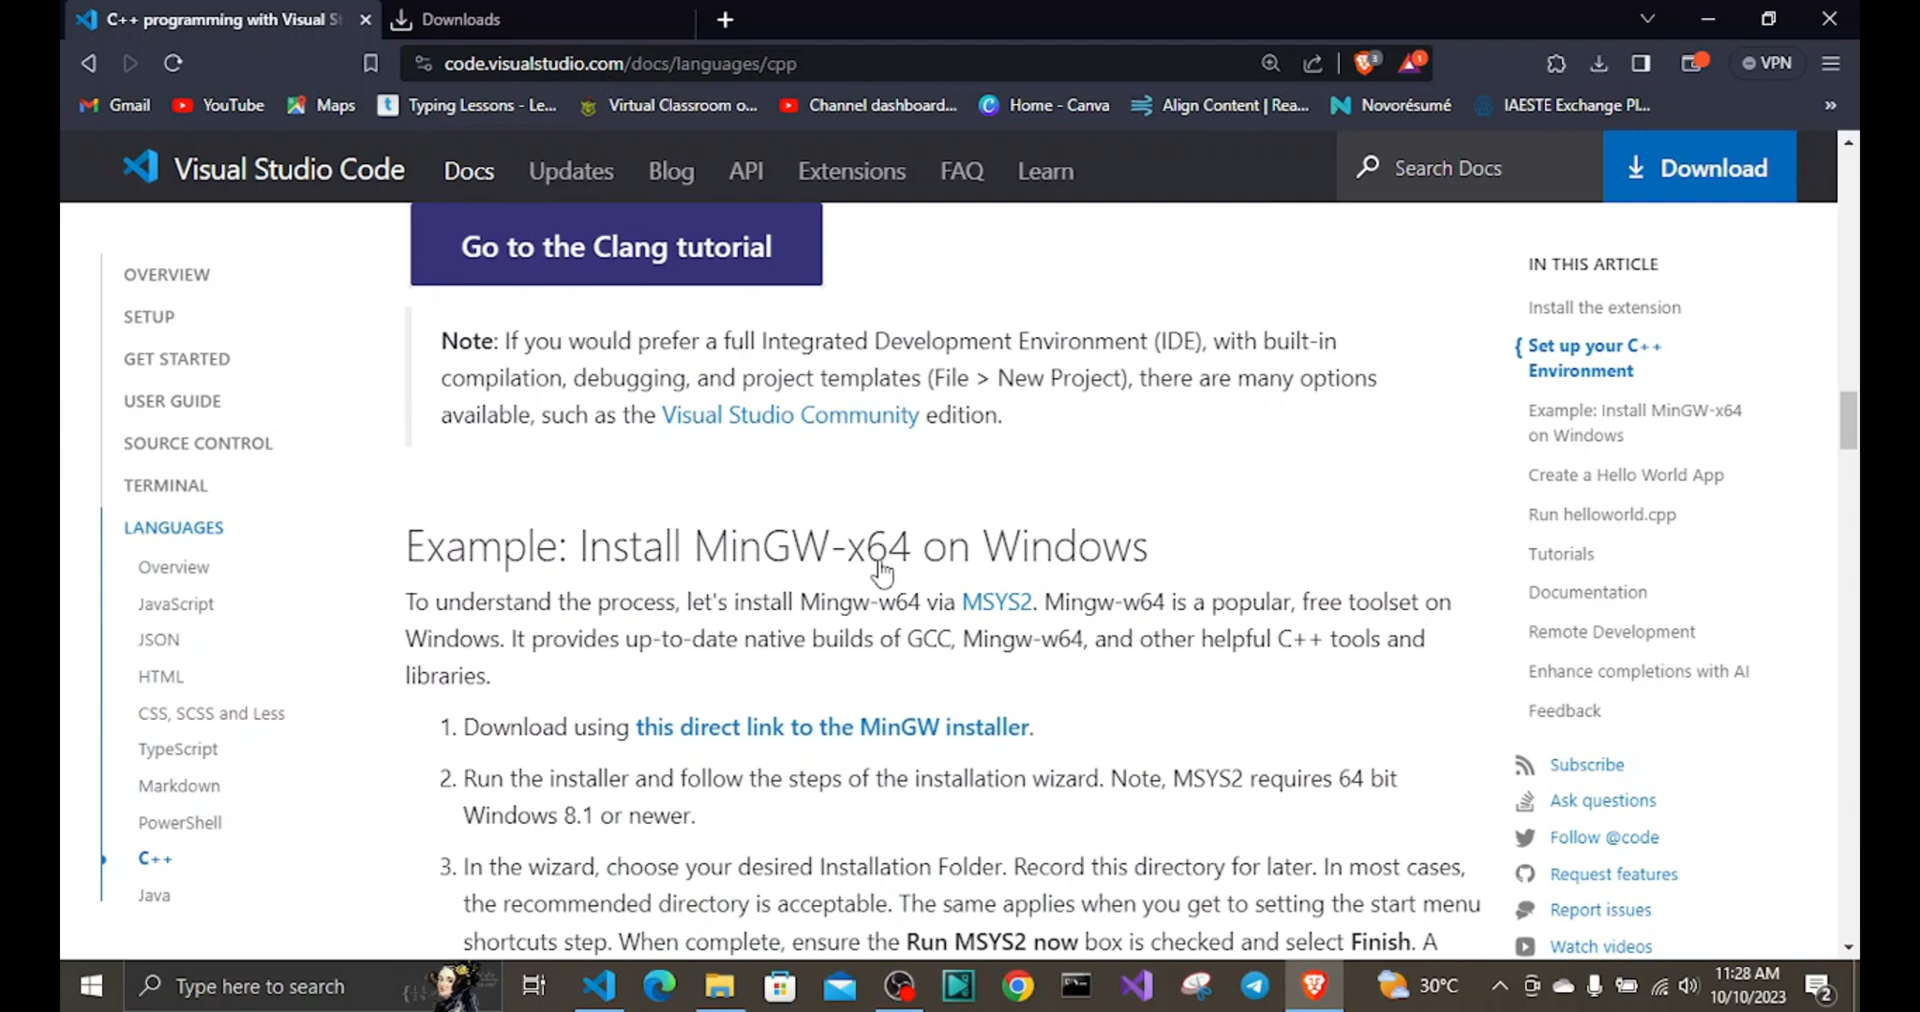 C++ programming with Visual St
Downloads
code.visualstudio.com/docs/languages/cpp
3
1
VPN
Gmail
YouTube
Maps
Typing Lessons - Le...
Virtual Classroom o...
Channel dashboard...
Home - Canva
Align Content | Rea...
Novorésumé
IAESTE Exchange Pl...
»
Visual Studio Code
Docs
Updates
Blog
API
Extensions
FAQ
Learn
Search Docs
Download
Go to the Clang tutorial
OVERVIEW
SETUP
GET STARTED
USER GUIDE
SOURCE CONTROL
TERMINAL
LANGUAGES
Overview
JavaScript
JSON
HTML
CSS, SCSS and Less
TypeScript
Markdown
PowerShell
C++
Java
Note: If you would prefer a full Integrated Development Environment (IDE), with built-in
compilation, debugging, and project templates (File > New Project), there are many options
available, such as the Visual Studio Community edition.
Example: Install MinGW-x64 on Windows
To understand the process, let's install Mingw-w64 via MSYS2. Mingw-w64 is a popular, free toolset on
Windows. It provides up-to-date native builds of GCC, Mingw-w64, and other helpful C++ tools and
libraries.
1. Download using this direct link to the MinGW installer.
2. Run the installer and follow the steps of the installation wizard. Note, MSYS2 requires 64 bit
Windows 8.1 or newer.
3. In the wizard, choose your desired Installation Folder. Record this directory for later. In most cases,
the recommended directory is acceptable. The same applies when you get to setting the start menu
shortcuts step. When complete, ensure the Run MSYS2 now box is checked and select Finish. A
IN THIS ARTICLE
Install the extension
Set up your C++
Environment
Example: Install MinGW-x64
on Windows
Create a Hello World App
Run helloworld.cpp
Tutorials
Documentation
Remote Development
Enhance completions with AI
Feedback
Subscribe
Ask questions
Follow @code
Request features
Report issues
Watch videos
Type here to search
30°C
11:28 AM
10/10/2023
2